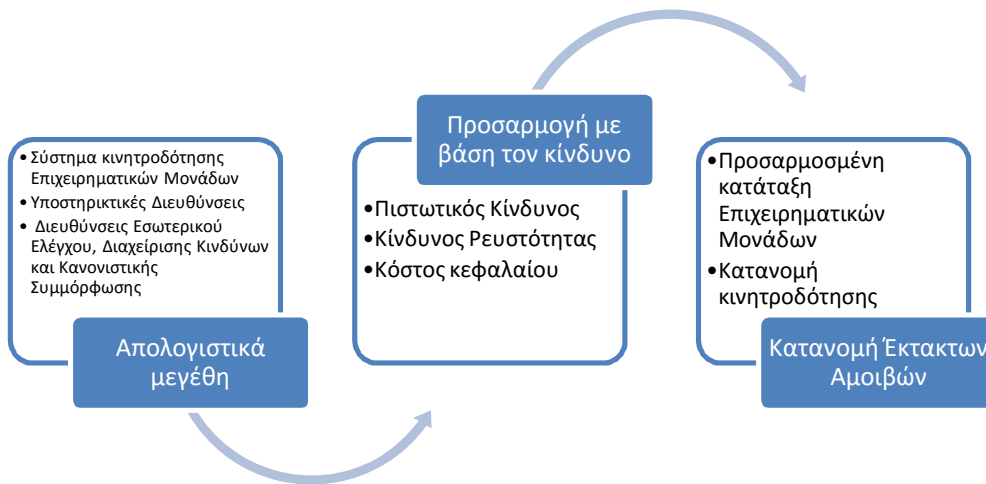 • Σύστημα κινητροδότησης
Επιχειρηματικών Μονάδων
• Υποστηρικτικές Διευθύνσεις
• Διευθύνσεις Εσωτερικού
Ελέγχου, Διαχείρισης Κινδύνων
και Κανονιστικής
Συμμόρφωσης
Απολογιστικά
μεγέθη
Προσαρμογή με
βάση τον κίνδυνο
• Πιστωτικός Κίνδυνος
• Κίνδυνος Ρευστότητας
• Κόστος κεφαλαίου
• Προσαρμοσμένη
κατάταξη
Επιχειρηματικών
Μονάδων
• Κατανομή
κινητροδότησης
Κατανομή Έκτακτων
Αμοιβών